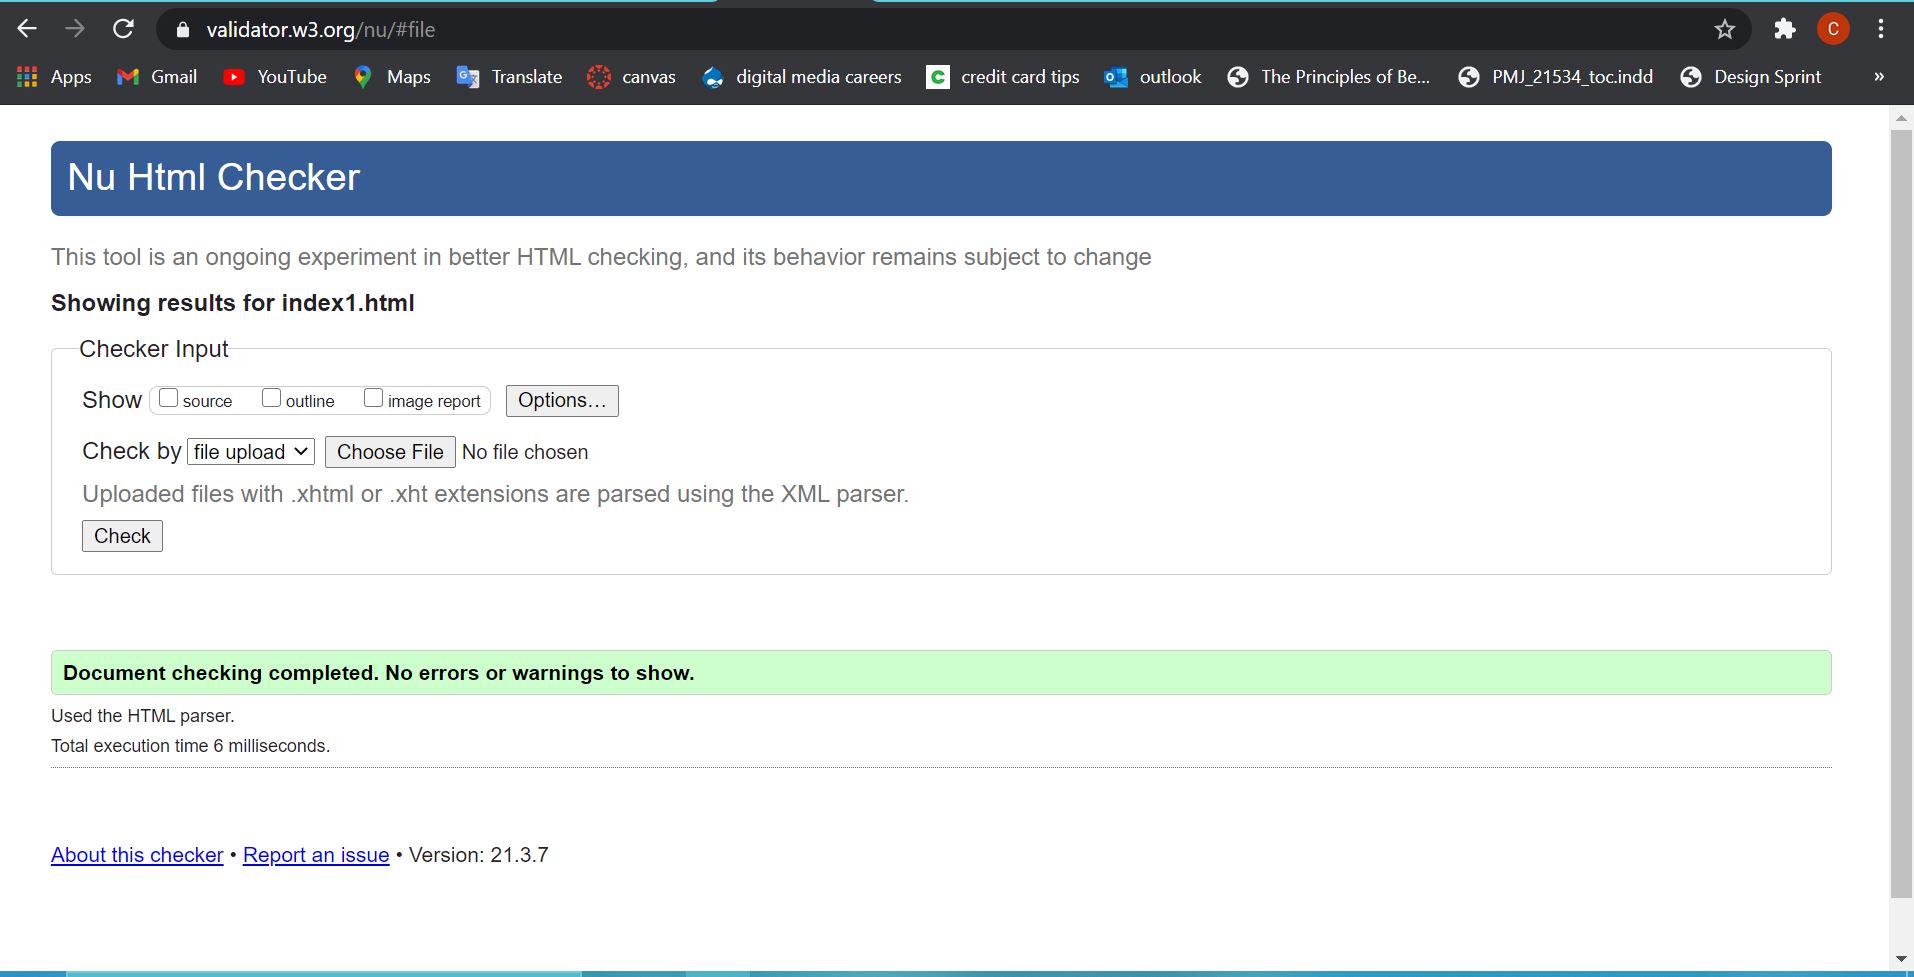 validator.w3.org/nu/#file
C
Apps Gmail YouTube Maps Translate canvas digital media careers C credit card tips outlook The Principles of Be... PMJ_21534_toc.indd Design Sprint »
Nu Html Checker
This tool is an ongoing experiment in better HTML checking, and its behavior remains subject to change
Showing results for index1.html
Checker Input
Show source outline image report Options...
Check by file upload Choose File No file chosen
Uploaded files with .xhtml or .xht extensions are parsed using the XML parser.
Check
Document checking completed. No errors or warnings to show.
Used the HTML parser.
Total execution time 6 milliseconds.
About this checker • Report an issue • Version: 21.3.7